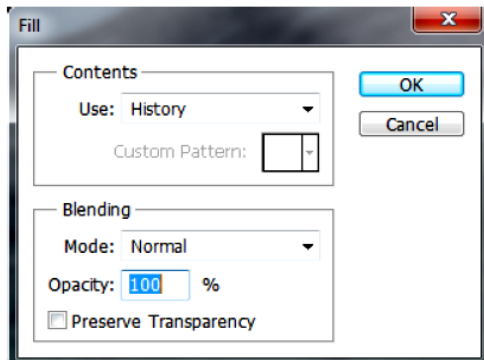 Fill
Contents
Use: History
Custom Pattern:
OK
Cancel
Blending
Mode: Normal
Opacity: 100 %
Preserve Transparency